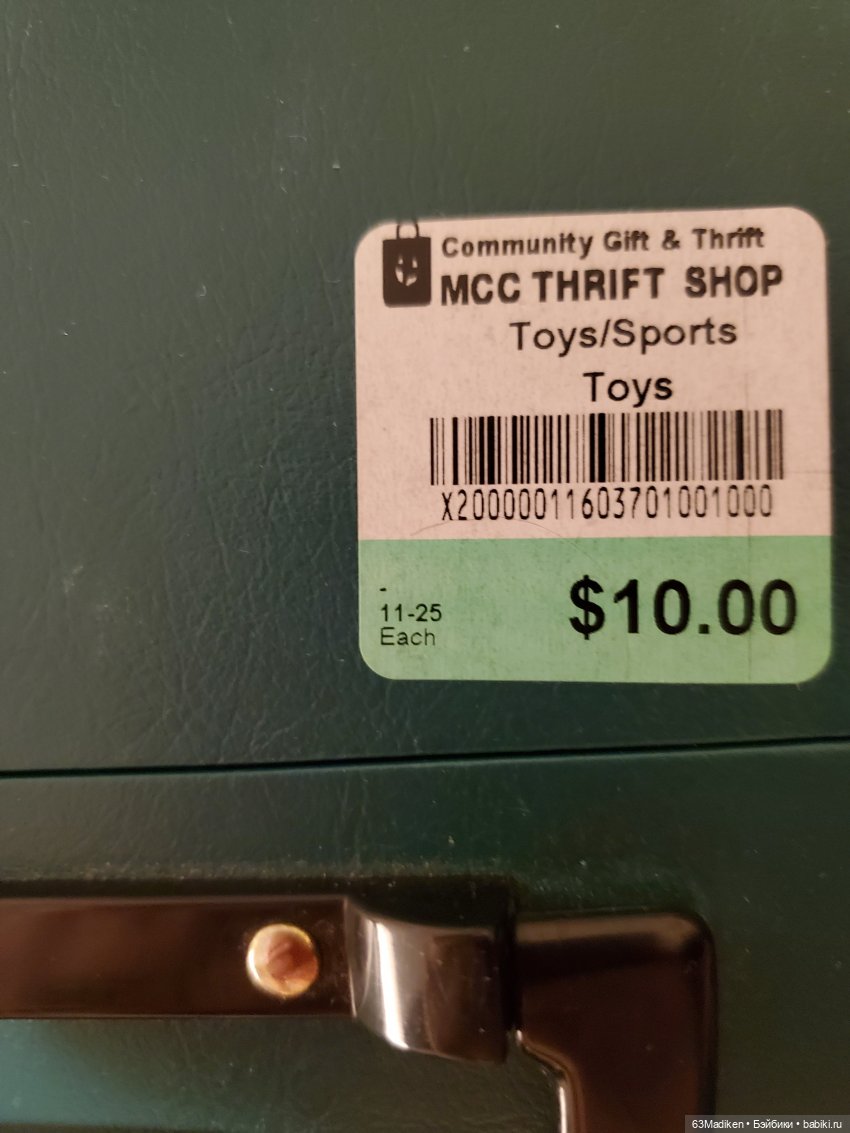 Community Gift & Thrift
MCC THRIFT SHOP
Toys/Sports
Toys
X20000011603701001000
-
11-25
Each
$10.00
63Madiken • Бэйбики • babiki.ru